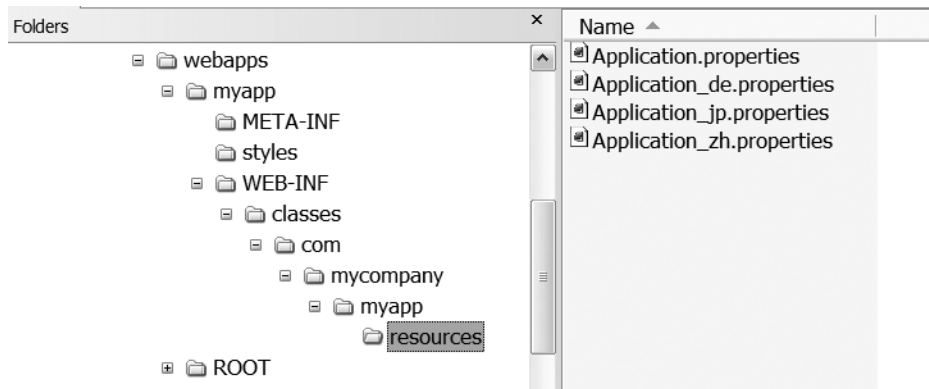 Folders
webapps
myapp
META-INF
styles
WEB-INF
classes
com
mycompany
myapp
resources
ROOT
Name
Application.properties
Application_de.properties
Application_jp.properties
Application_zh.properties